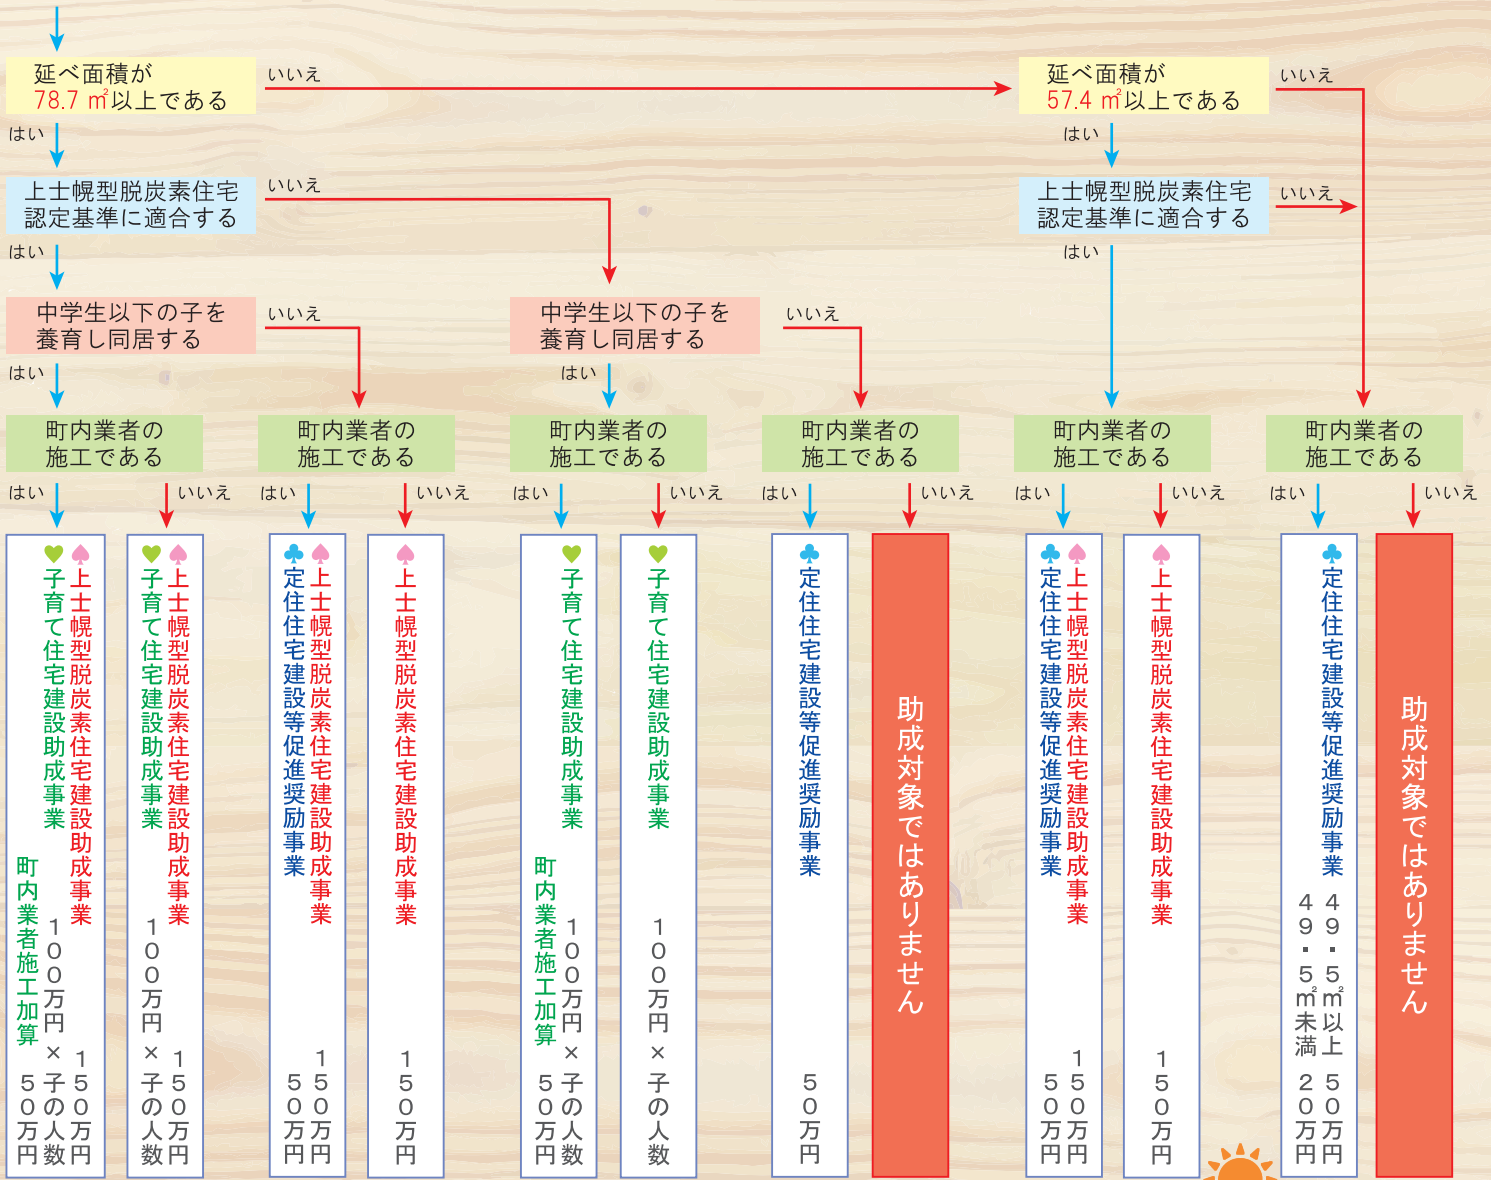 延べ面積が
78.7 ㎡以上である
いいえ
延べ面積が
57.4 ㎡以上である
いいえ
はい
はい
上士幌型脱炭素住宅
認定基準に適合する
いいえ
上士幌型脱炭素住宅
認定基準に適合する
いいえ
はい
はい
中学生以下の子を
養育し同居する
いいえ
中学生以下の子を
養育し同居する
いいえ
はい
はい
町内業者の
施工である
町内業者の
施工である
町内業者の
施工である
町内業者の
施工である
町内業者の
施工である
町内業者の
施工である
はい
いいえ
はい
いいえ
はい
いいえ
はい
いいえ
はい
いいえ
はい
いいえ
上士幌型脱炭素住宅建設助成事業 150万円
子育て住宅建設助成事業 100万円×子の人数
町内業者施工加算 50万円
上士幌型脱炭素住宅建設助成事業 150万円
子育て住宅建設助成事業 100万円×子の人数
上士幌型脱炭素住宅建設助成事業 150万円
定住住宅建設等促進奨励事業 50万円
上士幌型脱炭素住宅建設助成事業 150万円
子育て住宅建設助成事業 100万円×子の人数
町内業者施工加算 50万円
子育て住宅建設助成事業 100万円×子の人数
定住住宅建設等促進奨励事業 50万円
助成対象ではありません
上士幌型脱炭素住宅建設助成事業 150万円
定住住宅建設等促進奨励事業 50万円
上士幌型脱炭素住宅建設助成事業 150万円
定住住宅建設等促進奨励事業 49・5㎡以上 50万円
49・5㎡未満 20万円
助成対象ではありません